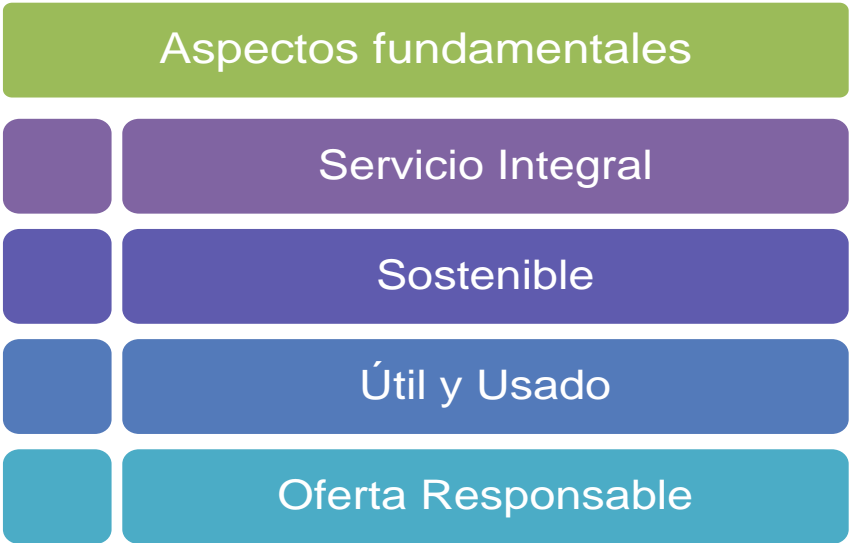 Aspectos fundamentales
Servicio Integral
Sostenible
Útil y Usado
Oferta Responsable